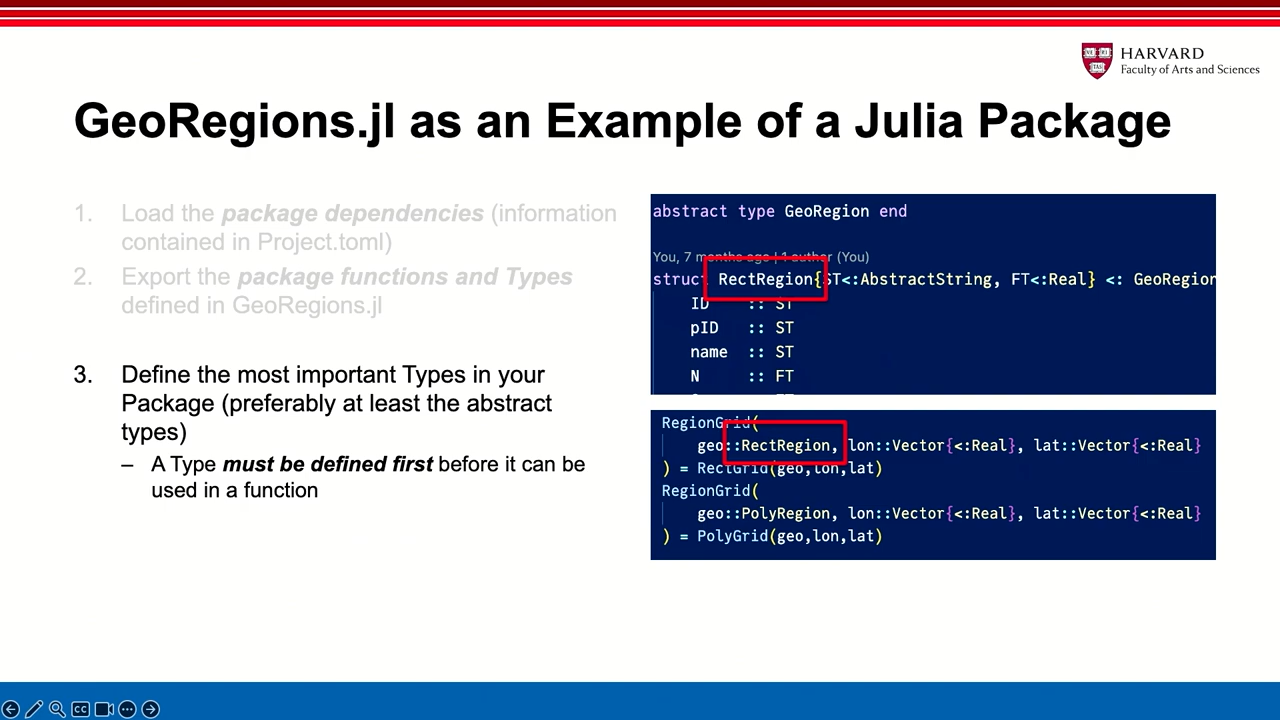 HARVARD
Faculty of Arts and Sciences
GeoRegions.jl as an Example of a Julia Package
1. Load the package dependencies (information
contained in Project.toml)
2. Export the package functions and Types
defined in GeoRegions.jl
3. Define the most important Types in your
Package (preferably at least the abstract
types)
– A Type must be defined first before it can be
used in a function
abstract type GeoRegion end
You, 7 months ago | 1 author (You)
struct RectRegion{ST<:AbstractString, FT<:Real} <: GeoRegion
ID :: ST
pID :: ST
name :: ST
N :: FT
RegionGrid(
geo::RectRegion, lon::Vector{<:Real}, lat::Vector{<:Real}
) = RectGrid(geo,lon,lat)
RegionGrid(
geo::PolyRegion, lon::Vector{<:Real}, lat::Vector{<:Real}
) = PolyGrid(geo,lon,lat)
CC